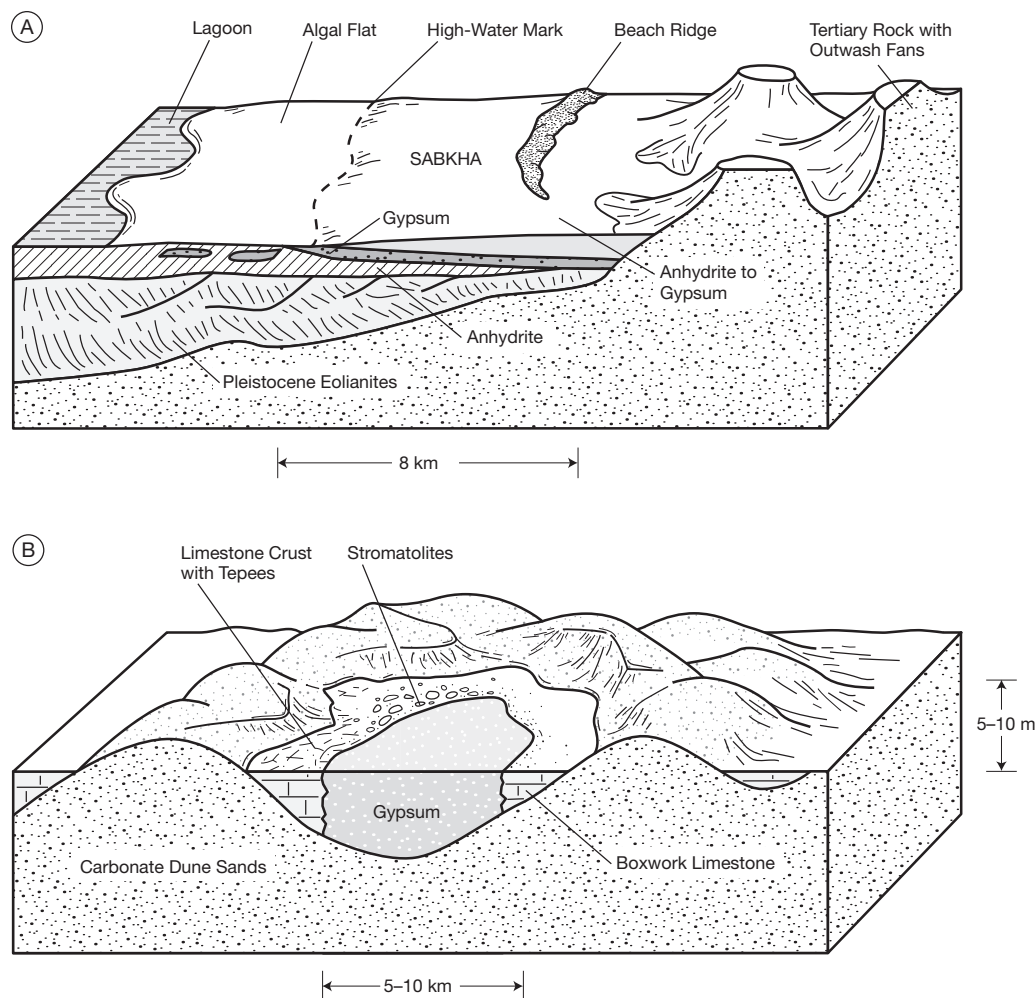 A
Lagoon
Algal Flat
High-Water Mark
Beach Ridge
Tertiary Rock with
Outwash Fans
SABKHA
Gypsum
Anhydrite to
Gypsum
Anhydrite
Pleistocene Eolianites
8 km
B
Limestone Crust
with Tepees
Stromatolites
5–10 m
Gypsum
Carbonate Dune Sands
Boxwork Limestone
5–10 km